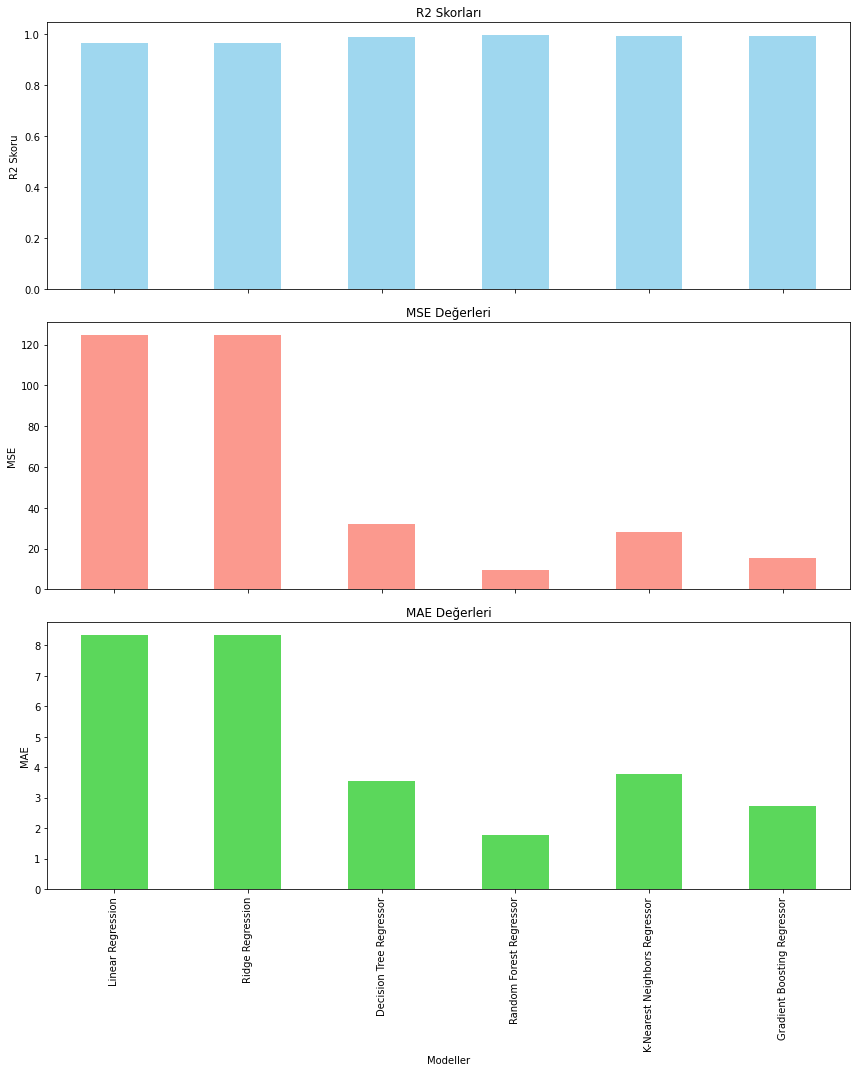 R2 Skorları
1.0
0.8
0.6
0.4
0.2
0.0
R2 Skoru
MSE Değerleri
120
100
80
60
40
20
0
MSE
MAE Değerleri
8
7
6
5
4
3
2
1
0
MAE
Linear Regression
Ridge Regression
Decision Tree Regressor
Random Forest Regressor
K-Nearest Neighbors Regressor
Gradient Boosting Regressor
Modeller